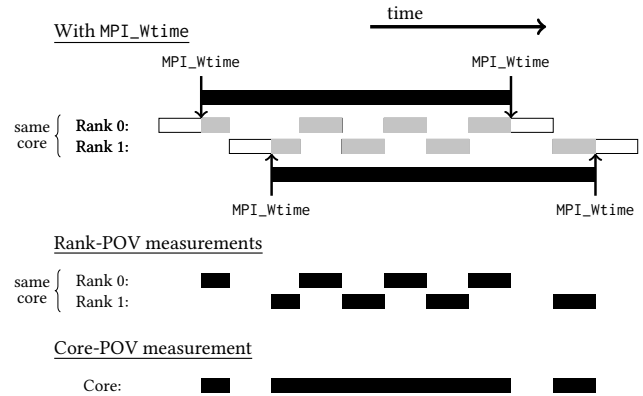 time
With MPI_Wtime
MPI_Wtime MPI_Wtime
same core
Rank 0:
Rank 1:
MPI_Wtime MPI_Wtime
Rank-POV measurements
same core
Rank 0:
Rank 1:
Core-POV measurement
Core: